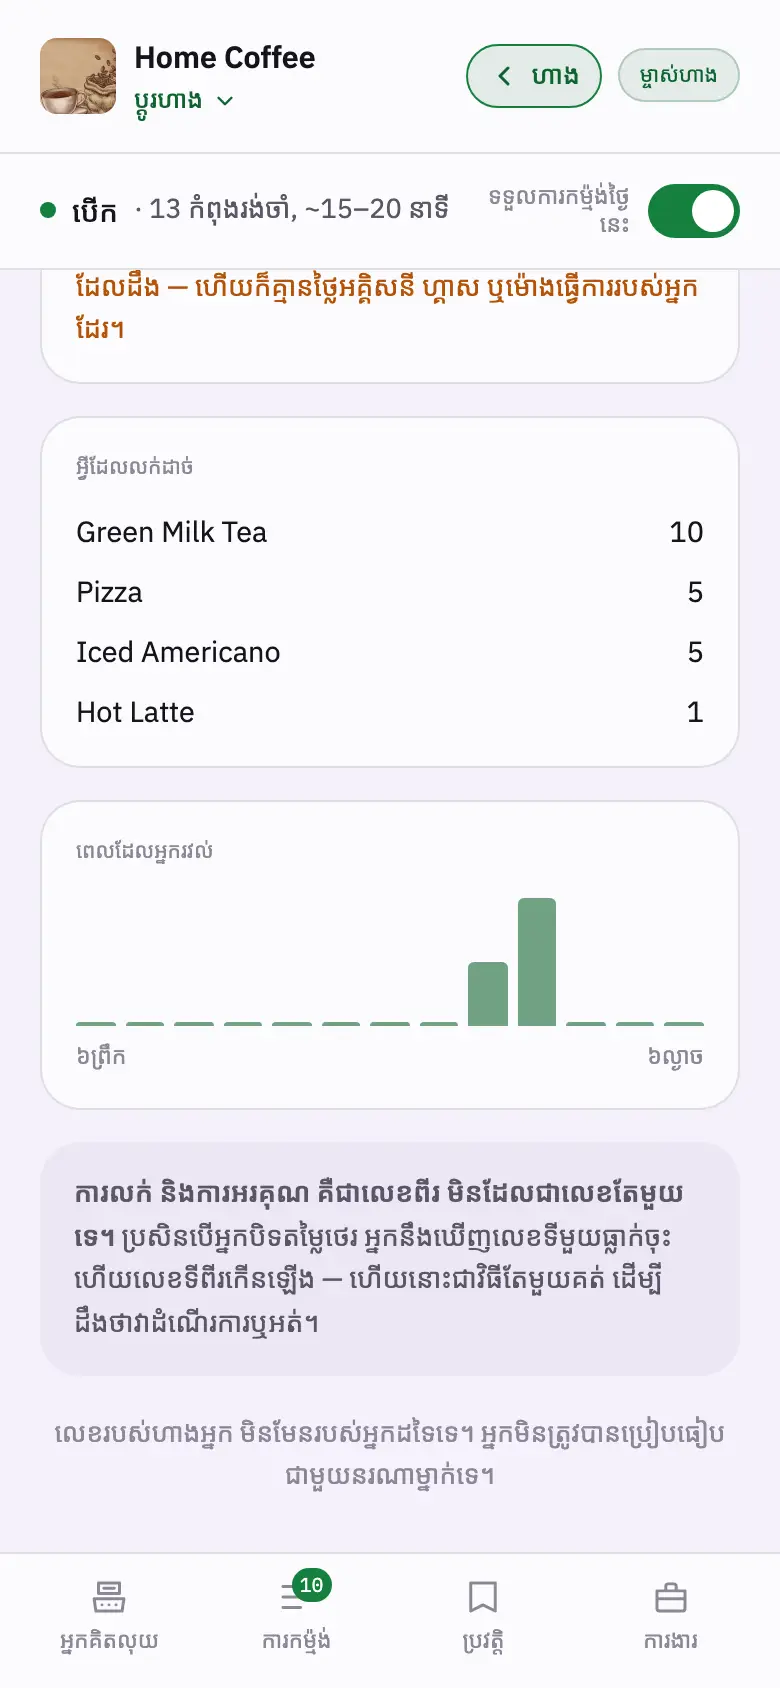 Home Coffee
ប្ដូរហាង
ហាង
ម្ចាស់ហាង
បើក · 13 កំពុងរង់ចាំ, ~15–20 នាទី
ទទួលការកម្ម៉ង់ថ្ងៃ
នេះ
ដែលដឹង — ហើយក៏គ្មានថ្លៃអគ្គិសនី ហ្គាស ឬម៉ោងធ្វើការរបស់អ្នក
ដែរ។
អ្វីដែលលក់ដាច់
Green Milk Tea 10
Pizza 5
Iced Americano 5
Hot Latte 1
ពេលដែលអ្នករវល់
៦ព្រឹក ៦ល្ងាច
ការលក់ និងការអរគុណ គឺជាលេខពីរ មិនដែលជាលេខតែមួយ
ទេ។ ប្រសិនបើអ្នកបិទតម្លៃថេរ អ្នកនឹងឃើញលេខទីមួយធ្លាក់ចុះ
ហើយលេខទីពីរកើនឡើង — ហើយនោះជាវិធីតែមួយគត់ ដើម្បី
ដឹងថាវាដំណើរការឬអត់។
លេខរបស់ហាងអ្នក មិនមែនរបស់អ្នកដទៃទេ។ អ្នកមិនត្រូវបានប្រៀបធៀប
ជាមួយនរណាម្នាក់ទេ។
10
អ្នកគិតលុយ
ការកម្ម៉ង់
ប្រវត្តិ
ការងារ